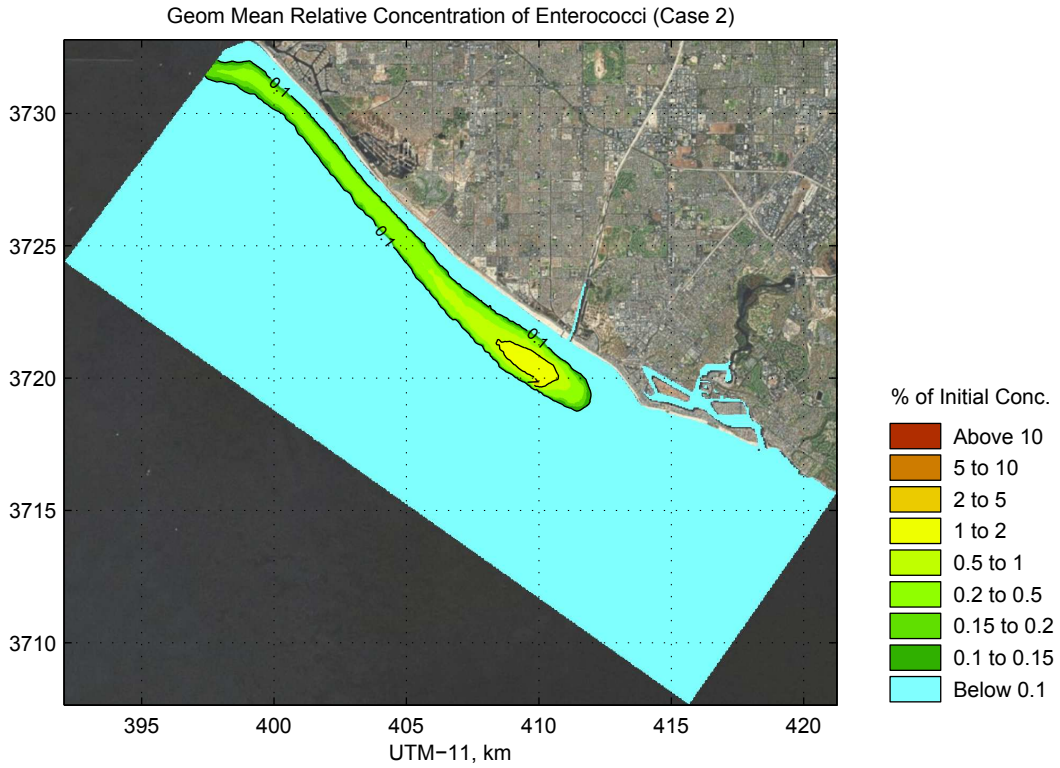 Geom Mean Relative Concentration of Enterococci (Case 2)
3730
3725
3720
3715
3710
0.1
0.1
0.1
395
400
405
410
415
420
UTM−11, km
% of Initial Conc.
Above 10
5 to 10
2 to 5
1 to 2
0.5 to 1
0.2 to 0.5
0.15 to 0.2
0.1 to 0.15
Below 0.1